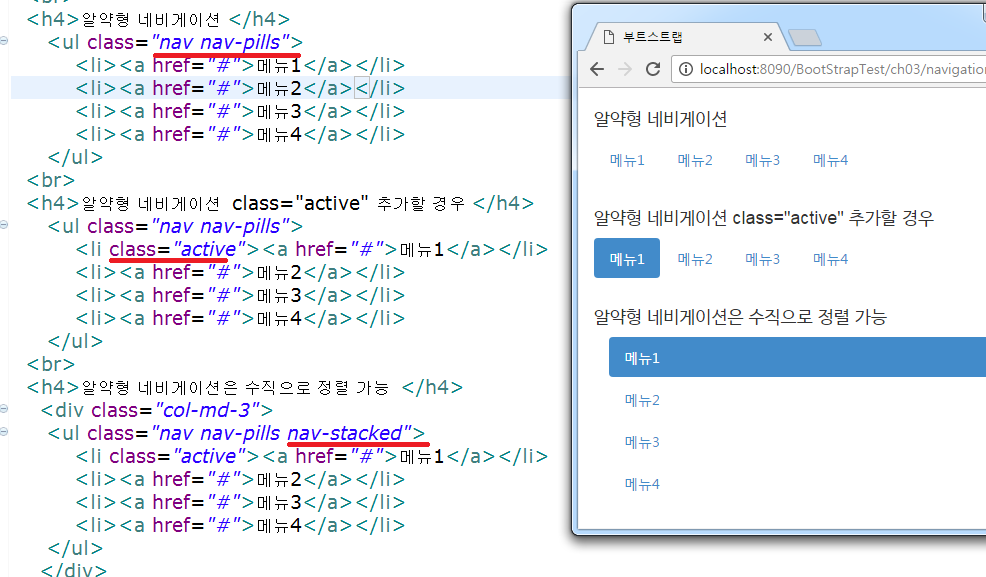 <br>
<h4>알약형 네비게이션 </h4>
<ul class="nav nav-pills">
<li><a href="#">메뉴1</a></li>
<li><a href="#">메뉴2</a></li>
<li><a href="#">메뉴3</a></li>
<li><a href="#">메뉴4</a></li>
</ul>
<br>
<h4>알약형 네비게이션 class="active" 추가할 경우 </h4>
<ul class="nav nav-pills">
<li class="active"><a href="#">메뉴1</a></li>
<li><a href="#">메뉴2</a></li>
<li><a href="#">메뉴3</a></li>
<li><a href="#">메뉴4</a></li>
</ul>
<br>
<h4>알약형 네비게이션은 수직으로 정렬 가능 </h4>
<div class="col-md-3">
<ul class="nav nav-pills nav-stacked">
<li class="active"><a href="#">메뉴1</a></li>
<li><a href="#">메뉴2</a></li>
<li><a href="#">메뉴3</a></li>
<li><a href="#">메뉴4</a></li>
</ul>
</div>
부트스트랩
localhost:8090/BootStrapTest/ch03/navigation
알약형 네비게이션
메뉴1 메뉴2 메뉴3 메뉴4
알약형 네비게이션 class="active" 추가할 경우
메뉴1 메뉴2 메뉴3 메뉴4
알약형 네비게이션은 수직으로 정렬 가능
메뉴1
메뉴2
메뉴3
메뉴4